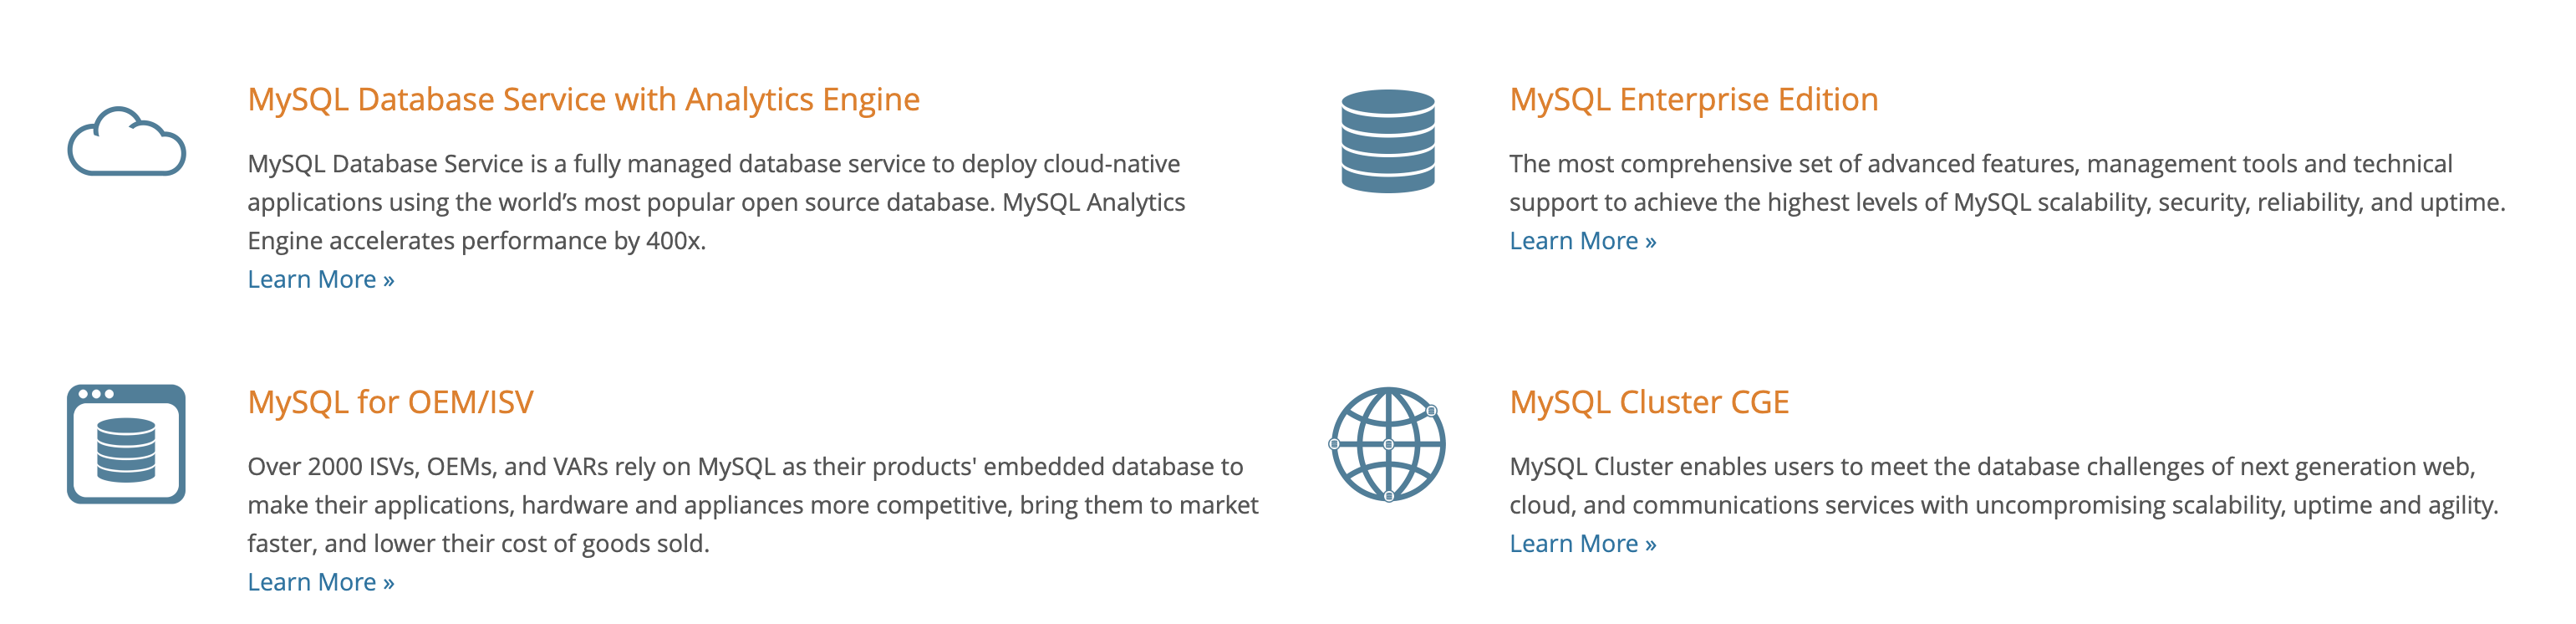 MySQL Database Service with Analytics Engine
MySQL Database Service is a fully managed database service to deploy cloud-native
applications using the world’s most popular open source database. MySQL Analytics
Engine accelerates performance by 400x.
Learn More »
MySQL Enterprise Edition
The most comprehensive set of advanced features, management tools and technical
support to achieve the highest levels of MySQL scalability, security, reliability, and uptime.
Learn More »
MySQL for OEM/ISV
Over 2000 ISVs, OEMs, and VARs rely on MySQL as their products' embedded database to
make their applications, hardware and appliances more competitive, bring them to market
faster, and lower their cost of goods sold.
Learn More »
MySQL Cluster CGE
MySQL Cluster enables users to meet the database challenges of next generation web,
cloud, and communications services with uncompromising scalability, uptime and agility.
Learn More »